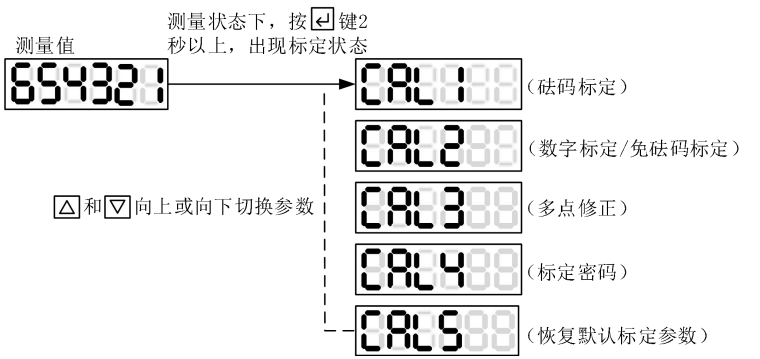 测量状态下，按键2
秒以上，出现标定状态
测量值
654321
CAL1
（砝码标定）
CAL2
（数字标定/免砝码标定）
△和▽向上或向下切换参数
CAL3
（多点修正）
CAL4
（标定密码）
CAL5
（恢复默认标定参数）